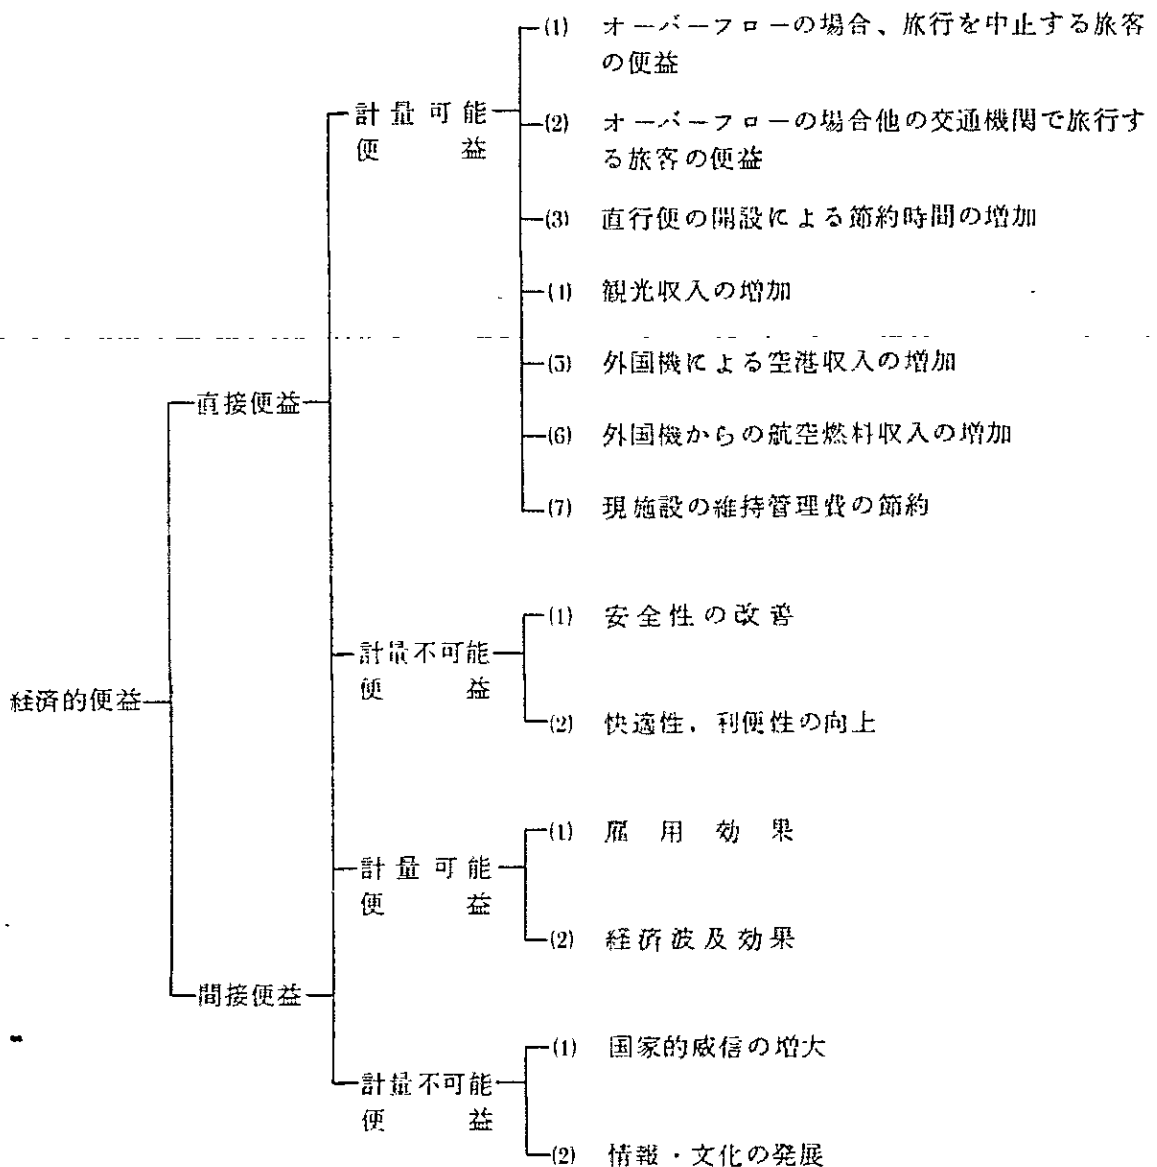 (1) オーバーフローの場合、旅行を中止する旅客
の便益
計量可能
便益
(2) オーバーフローの場合他の交通機関で旅行す
る旅客の便益
(3) 直行便の開設による節約時間の増加
(4) 観光収入の増加
(5) 外国機による空港収入の増加
直接便益
(6) 外国機からの航空燃料収入の増加
(7) 現施設の維持管理費の節約
(1) 安全性の改善
計量不可能
便益
経済的便益
(2) 快適性，利便性の向上
(1) 雇用効果
計量可能
便益
(2) 経済波及効果
間接便益
(1) 国家的威信の増大
計量不可能
便益
(2) 情報・文化の発展